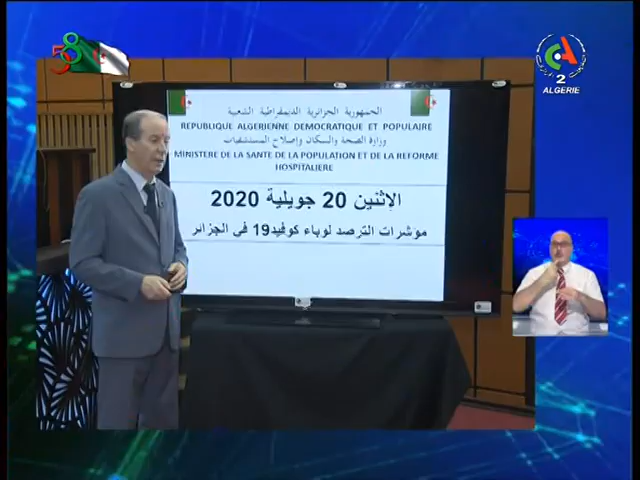 58
2
ALGERIE
الجمهورية الجزائرية الديمقراطية الشعبية
REPUBLIQUE ALGERIENNE DEMOCRATIQUE ET POPULAIRE
وزارة الصحة والسكان وإصلاح المستشفيات
MINISTERE DE LA SANTE DE LA POPULATION ET DE LA REFORME
HOSPITALIERE
الإثنين 20 جويلية 2020
مؤشرات الترصد لوباء كوفيد19 في الجزائر